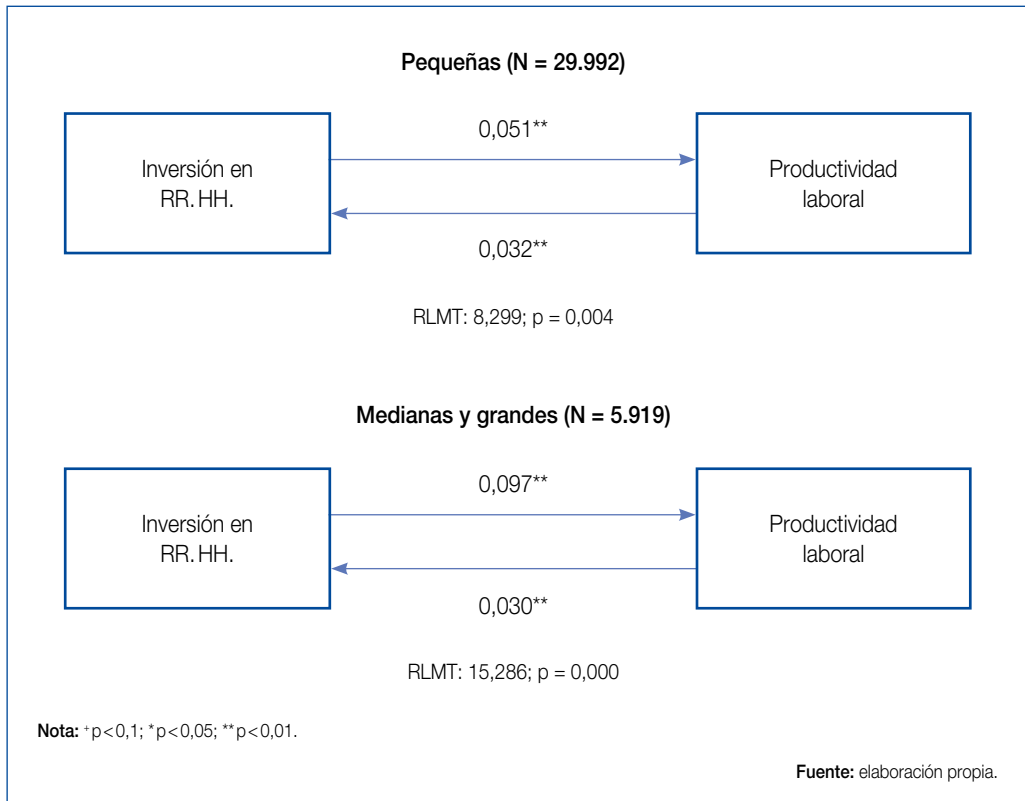 Pequeñas (N = 29.992)
0,051**
Inversión en
RR. HH.
Productividad
laboral
0,032**
RLMT: 8,299; p = 0,004
Medianas y grandes (N = 5.919)
0,097**
Inversión en
RR. HH.
Productividad
laboral
0,030**
RLMT: 15,286; p = 0,000
Nota: +p<0,1; *p<0,05; **p<0,01.
Fuente: elaboración propia.